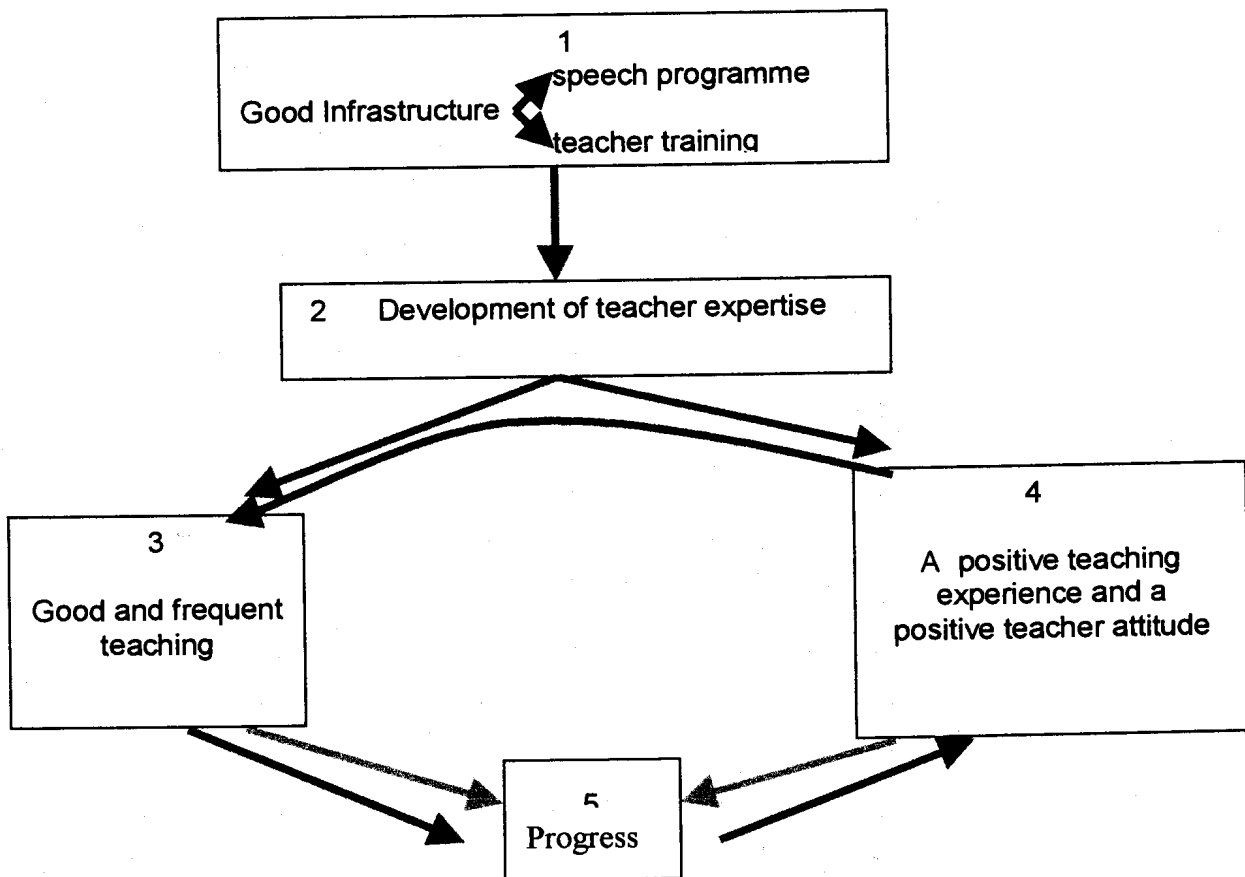 1
speech programme
Good Infrastructure
teacher training
2 Development of teacher expertise
3
Good and frequent
teaching
4
A positive teaching
experience and a
positive teacher attitude
5
Progress